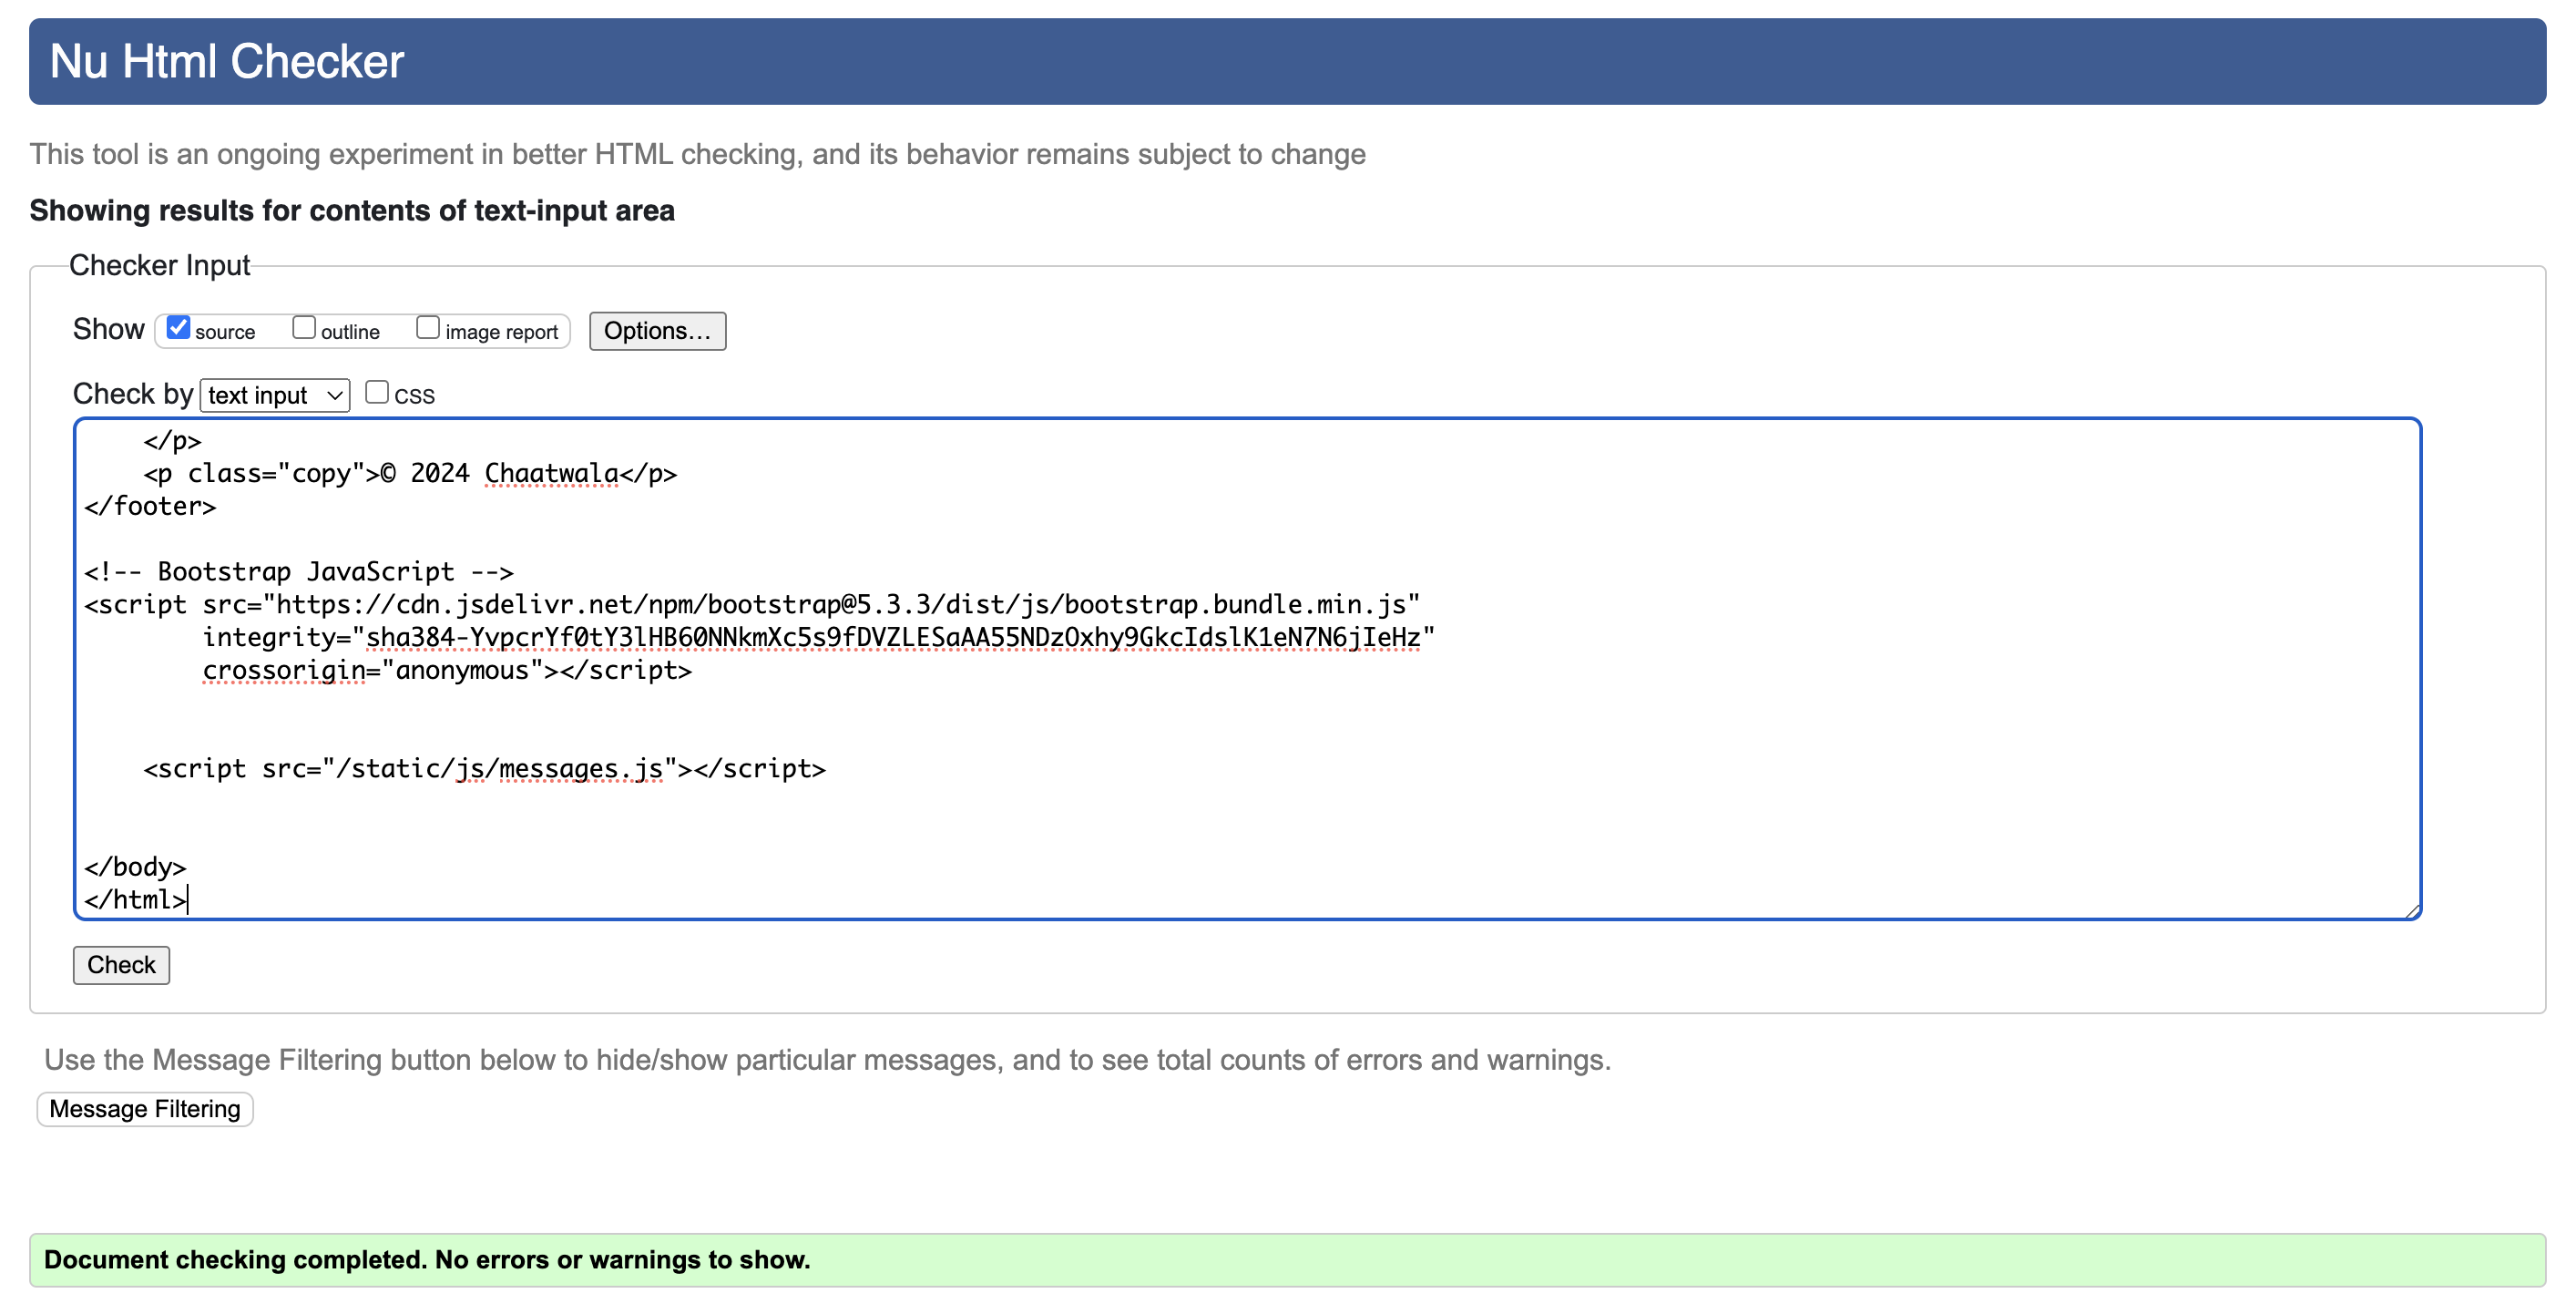 Nu Html Checker
This tool is an ongoing experiment in better HTML checking, and its behavior remains subject to change
Showing results for contents of text-input area
Checker Input
Show source outline image report Options...
Check by text input CSS
</p>
<p class="copy">© 2024 Chaatwala</p>
</footer>
<!-- Bootstrap JavaScript -->
<script src="https://cdn.jsdelivr.net/npm/bootstrap@5.3.3/dist/js/bootstrap.bundle.min.js"
integrity="sha384-YvpcrYf0tY3lHB60NNkmXc5s9fDVZLESaAA55NDzOxhy9GkcIdslK1eN7N6jIeHz"
crossorigin="anonymous"></script>
<script src="/static/js/messages.js"></script>
</body>
</html>
Check
Use the Message Filtering button below to hide/show particular messages, and to see total counts of errors and warnings.
Message Filtering
Document checking completed. No errors or warnings to show.